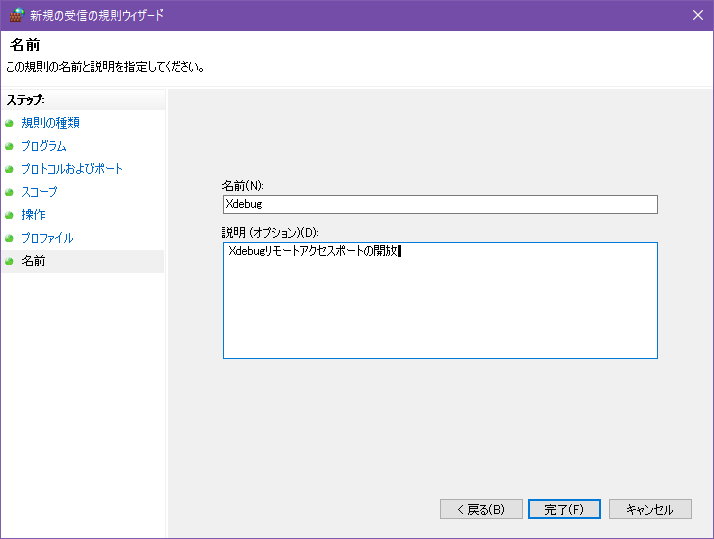 新規の受信の規則ウィザード
名前
この規則の名前と説明を指定してください。
ステップ:
規則の種類
プログラム
プロトコルおよびポート
スコープ
操作
プロファイル
名前
名前(N):
Xdebug
説明 (オプション)(D):
Xdebugリモートアクセスポートの開放
< 戻る(B)
完了(F)
キャンセル